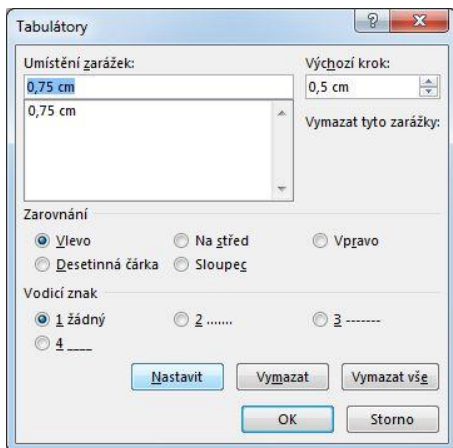 Tabulátory
Umístění zarážek: Výchozí krok:
0,75 cm 0,5 cm
0,75 cm Vymazat tyto zarážky:
Zarovnání
Vlevo Na střed Vpravo
Desetinná čárka Sloupec
Vodicí znak
1 žádný 2 ....... 3 -------
4 ____
Nastavit Vymazat Vymazat vše
OK Storno